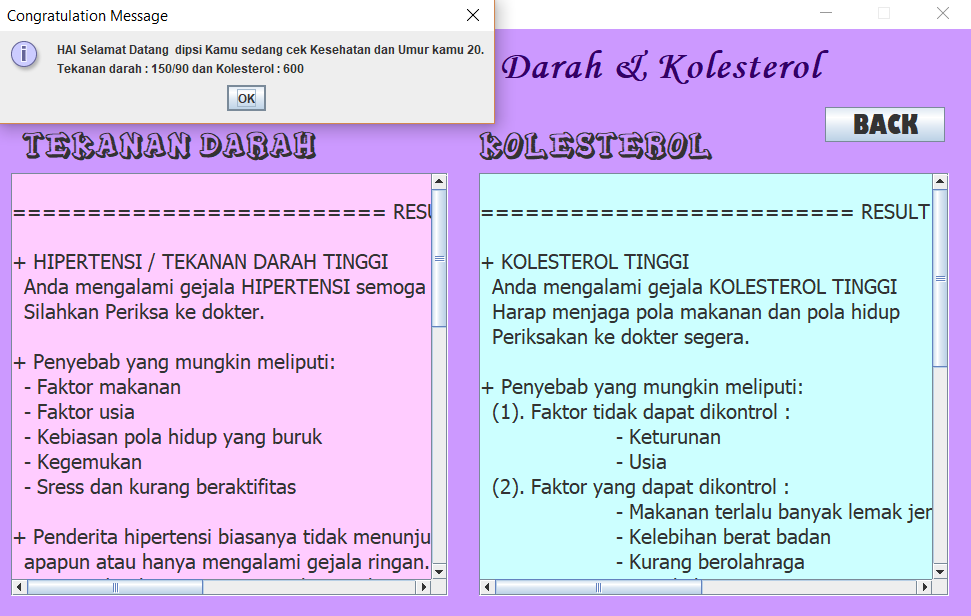 Congratulation Message
HAI Selamat Datang dipsi Kamu sedang cek Kesehatan dan Umur kamu 20.
Tekanan darah : 150/90 dan Kolesterol : 600
OK
Darah & Kolesterol
BACK
TEKANAN DARAH
========================= RESU
+ HIPERTENSI / TEKANAN DARAH TINGGI
Anda mengalami gejala HIPERTENSI semoga
Silahkan Periksa ke dokter.
+ Penyebab yang mungkin meliputi:
- Faktor makanan
- Faktor usia
- Kebiasan pola hidup yang buruk
- Kegemukan
- Sress dan kurang beraktifitas
+ Penderita hipertensi biasanya tidak menunju
apapun atau hanya mengalami gejala ringan.
KOLESTEROL
========================= RESULT
+ KOLESTEROL TINGGI
Anda mengalami gejala KOLESTEROL TINGGI
Harap menjaga pola makanan dan pola hidup
Periksakan ke dokter segera.
+ Penyebab yang mungkin meliputi:
(1). Faktor tidak dapat dikontrol :
- Keturunan
- Usia
(2). Faktor yang dapat dikontrol :
- Makanan terlalu banyak lemak jen
- Kelebihan berat badan
- Kurang berolahraga